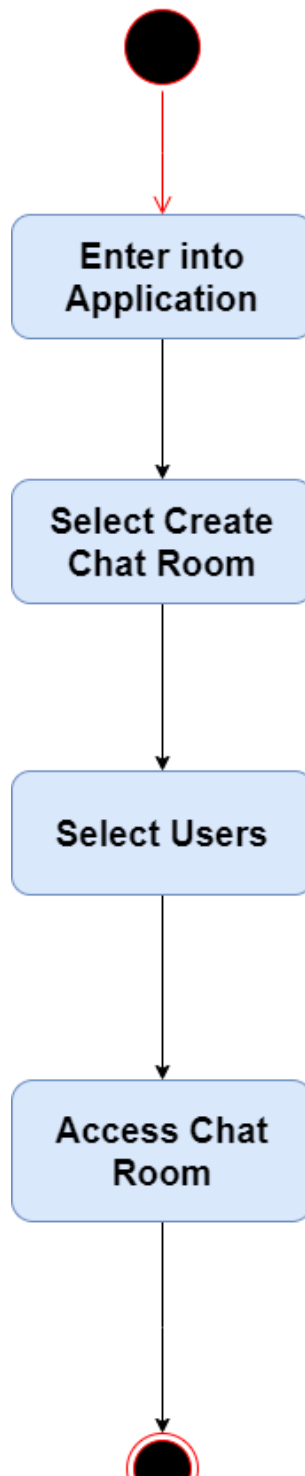 Enter into
Application
Select Create
Chat Room
Select Users
Access Chat
Room